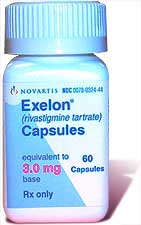 NOVARTIS NDC 0078-0324-44
Exelon®
(rivastigmine tartrate)
Capsules
equivalent to
3.0 mg
base
60
Capsules
Rx only